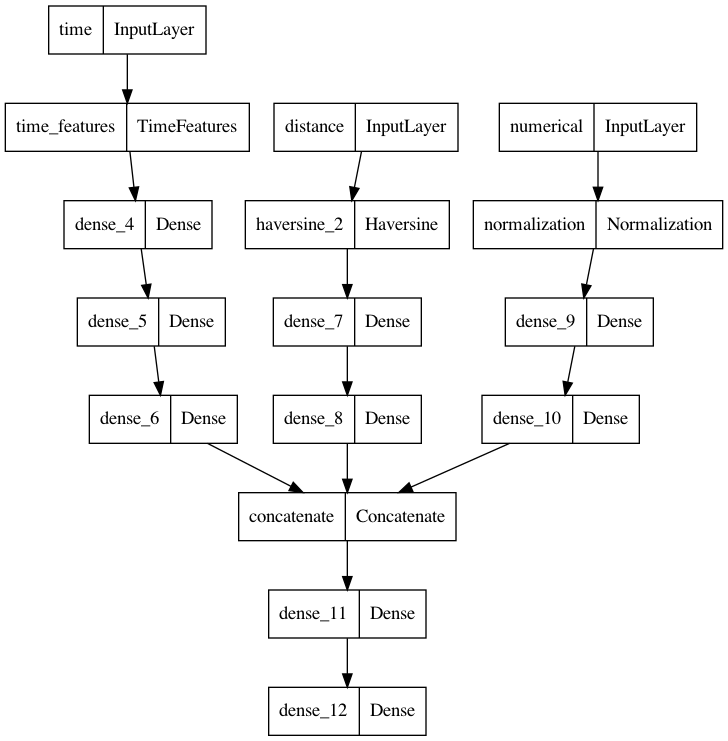 time InputLayer
time_features TimeFeatures
distance InputLayer
numerical InputLayer
dense_4 Dense
haversine_2 Haversine
normalization Normalization
dense_5 Dense
dense_7 Dense
dense_9 Dense
dense_6 Dense
dense_8 Dense
dense_10 Dense
concatenate Concatenate
dense_11 Dense
dense_12 Dense